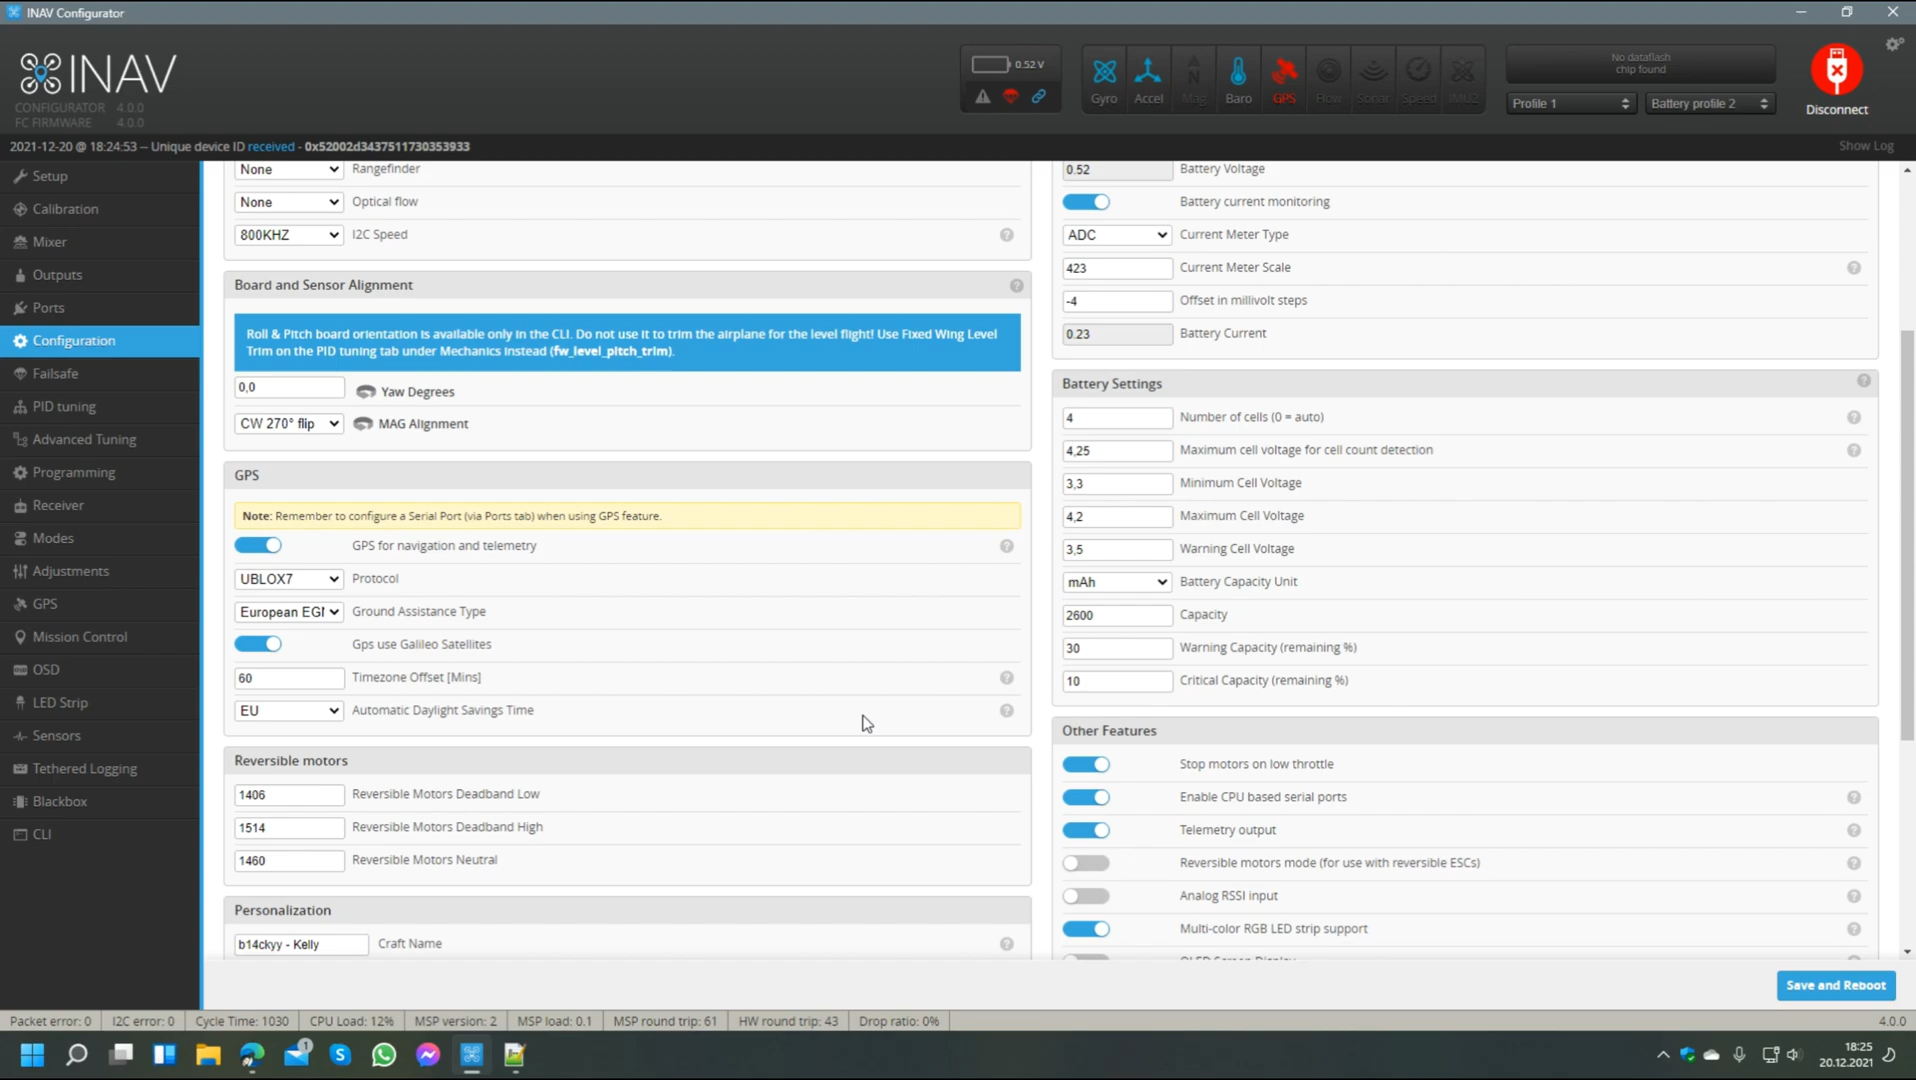 INAV Configurator
INAV
CONFIGURATOR 4.0.0
FC FIRMWARE 4.0.0
0.52 V
Gyro
Accel
Mag
Baro
GPS
Flow
Sonar
Speed
IMU2
No dataflash
chip found
Profile 1
Battery profile 2
Disconnect
2021-12-20 @ 18:24:53 -- Unique device ID received - 0x52002d3437511730353933
Show Log
Setup
Calibration
Mixer
Outputs
Ports
Configuration
Failsafe
PID tuning
Advanced Tuning
Programming
Receiver
Modes
Adjustments
GPS
Mission Control
OSD
LED Strip
Sensors
Tethered Logging
Blackbox
CLI
None Rangefinder
None Optical flow
800KHZ I2C Speed
Board and Sensor Alignment
Roll & Pitch board orientation is available only in the CLI. Do not use it to trim the airplane for the level flight! Use Fixed Wing Level
Trim on the PID tuning tab under Mechanics instead (fw_level_pitch_trim).
0,0 Yaw Degrees
CW 270° flip MAG Alignment
GPS
Note: Remember to configure a Serial Port (via Ports tab) when using GPS feature.
GPS for navigation and telemetry
UBLOX7 Protocol
European EGN Ground Assistance Type
Gps use Galileo Satellites
60 Timezone Offset [Mins]
EU Automatic Daylight Savings Time
Reversible motors
1406 Reversible Motors Deadband Low
1514 Reversible Motors Deadband High
1460 Reversible Motors Neutral
Personalization
b14ckyy - Kelly Craft Name
0.52 Battery Voltage
Battery current monitoring
ADC Current Meter Type
423 Current Meter Scale
-4 Offset in millivolt steps
0.23 Battery Current
Battery Settings
4 Number of cells (0 = auto)
4,25 Maximum cell voltage for cell count detection
3,3 Minimum Cell Voltage
4,2 Maximum Cell Voltage
3,5 Warning Cell Voltage
mAh Battery Capacity Unit
2600 Capacity
30 Warning Capacity (remaining %)
10 Critical Capacity (remaining %)
Other Features
Stop motors on low throttle
Enable CPU based serial ports
Telemetry output
Reversible motors mode (for use with reversible ESCs)
Analog RSSI input
Multi-color RGB LED strip support
OLED Screen Display
Save and Reboot
Packet error: 0
I2C error: 0
Cycle Time: 1030
CPU Load: 12%
MSP version: 2
MSP load: 0.1
MSP round trip: 61
HW round trip: 43
Drop ratio: 0%
4.0.0
1
18:25
20.12.2021